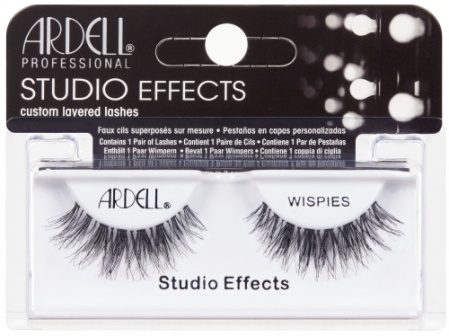 ARDELL®
PROFESSIONAL
STUDIO EFFECTS
custom layered lashes
Faux cils superposés sur mesure • Pestañas en capas personalizadas
Contains 1 Pair of Lashes • Contient 1 Paire de Cils • Contiene 1 Par de Pestañas
Enthält 1 Paar Wimpern • Bevat 1 Paar Wimpers • Contiene 1 coppia di ciglia
ARDELL®
WISPIES
Studio Effects